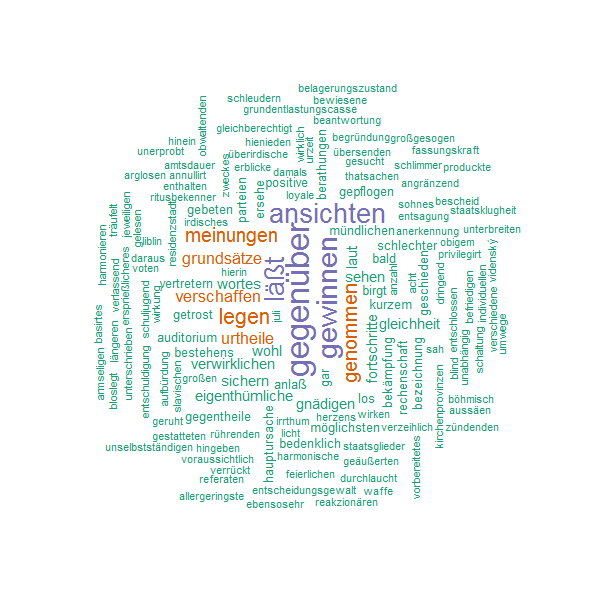 belagerungszustand
schleudern
bewiesene
grundentlastungscasse
obwaltenden
beantwortung
gleichberechtigt
wirklich
urzeit
begründung
großgesogen
hinein
hienieden
berathungen
unerprobt
überirdische
übersenden
fassungskraft
gesucht
amtsdauer
zweckes
erblicke
damals
thatsachen
schlimmer
produkte
arglosen
annullirt
enthalten
parteien
ersehe
positive
gepflogen
angränzend
ritusbekenner
loyale
sohnes
bescheid
träufelt
jeweiligen
gelesen
residenzstadt
gebeten
ansichten
entsagung
staatsklugheit
irdisches
harmonieren
meinungen
gegenüber
gewinnen
mündlichen
anerkennung
unterbreiten
liblin
laut
schlechter
obigem
daraus
grundsätze
läßt
bald
privilegirt
voten
hierin
sehen
geschieden
vidensky
verlassend
ersprießlicheres
vertretern
wortes
genommen
birgt
anzahl
acht
dringend
befriedigen
individuellen
verschiedene
verschaffen
wirkung
kurzem
entschlossen
basirtes
schuljugend
getrost
legen
juli
fortschritte
gleichheit
umwege
längeren
auditorium
urtheile
unabhängig
schattung
unterschrieben
entschuldigung
bestehens
wohl
bekämpfung
rechenschaft
bezeichnung
sah
blind
armseligen
bloslegt
aufbürdung
slavischen
verwirklichen
gar
großen
sichern
anlaß
eigenthümliche
gnädigen
los
böhmisch
kirchenprovinzen
gegentheile
herzens
wirken
aussäen
geruht
irrthum
möglichsten
verzeihlich
zündenden
gestatteten
rührenden
licht
hauptursache
bedenklich
staatsglieder
vorbereitetes
unselbstständigen
hingeben
harmonische
voraussichtlich
geäußerten
verrückt
feierlichen
durchlaucht
referaten
entscheidungsgewalt
waffe
allergeringste
ebensosehr
reakzionären